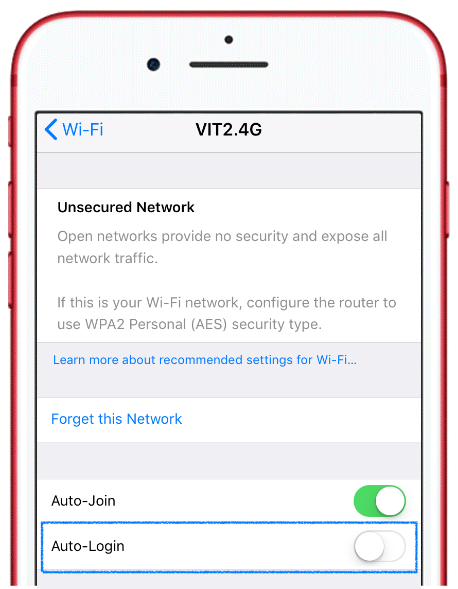 Wi-Fi
VIT2.4G
Unsecured Network
Open networks provide no security and expose all
network traffic.
If this is your Wi-Fi network, configure the router to
use WPA2 Personal (AES) security type.
Learn more about recommended settings for Wi-Fi...
Forget this Network
Auto-Join
Auto-Login